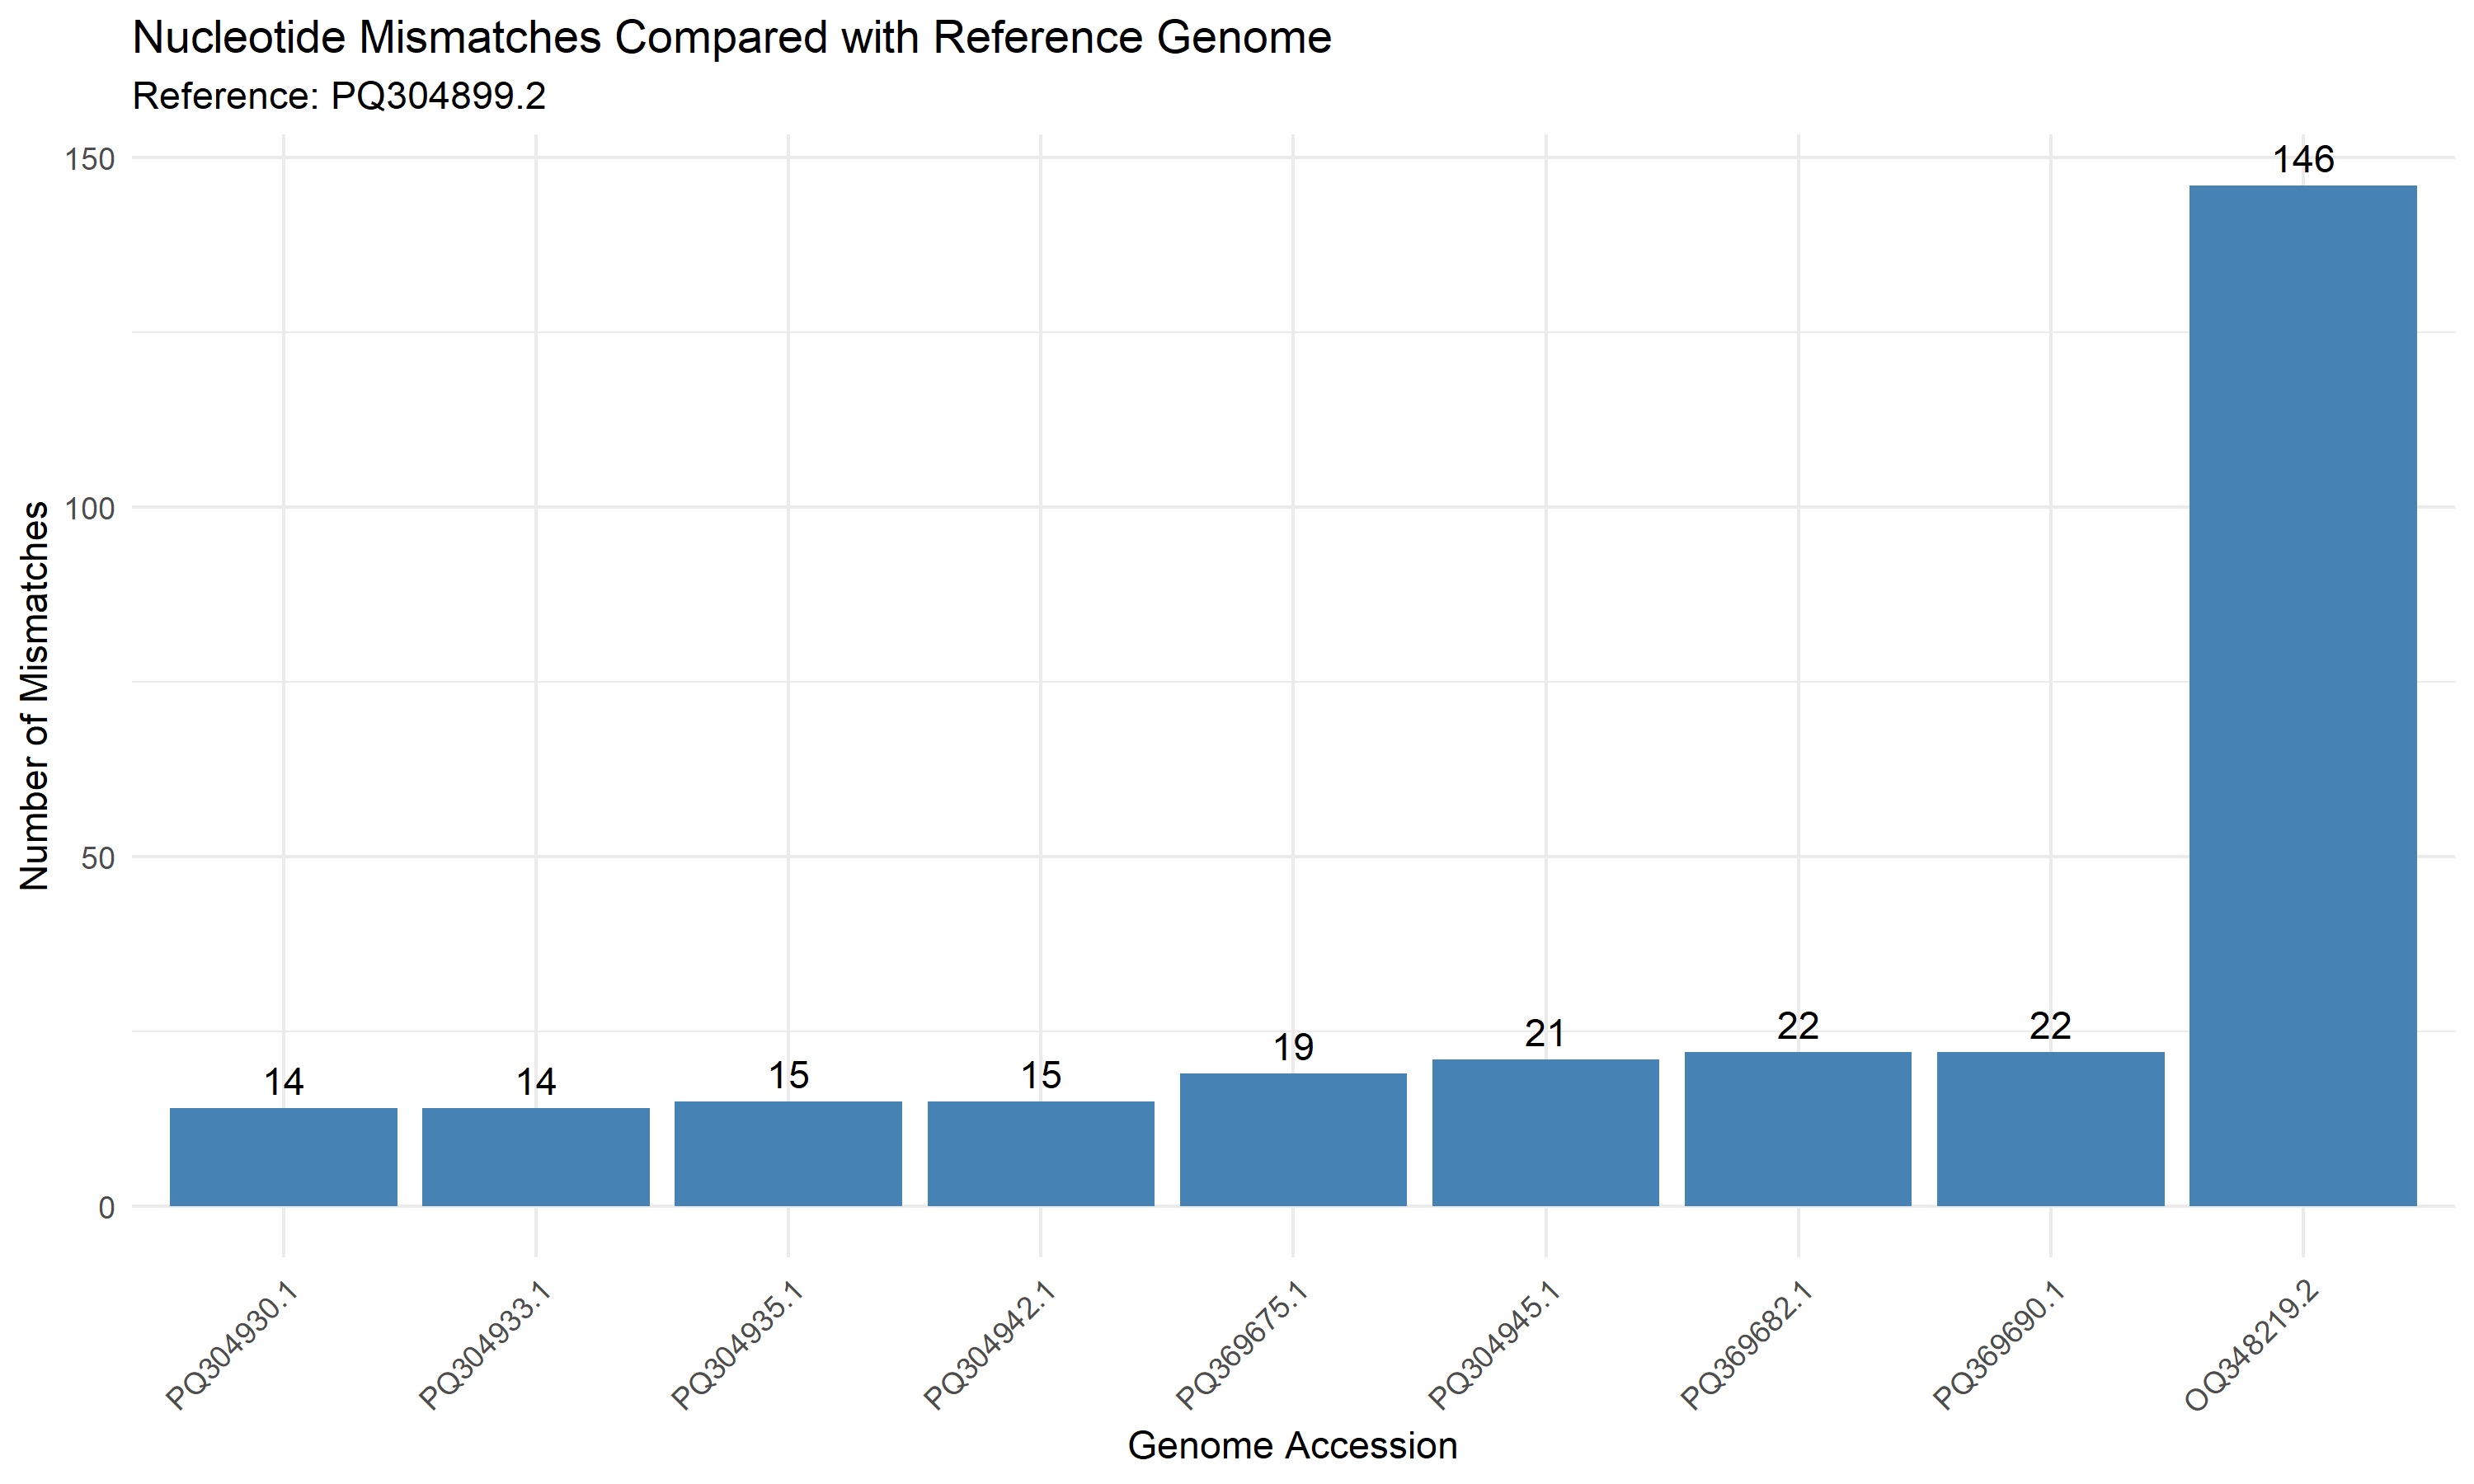 Nucleotide Mismatches Compared with Reference Genome
Reference: PQ304899.2
Number of Mismatches
150
100
50
0
14
14
15
15
19
21
22
22
146
PQ304930.1
PQ304933.1
PQ304935.1
PQ304942.1
PQ369675.1
PQ304945.1
PQ369682.1
PQ369690.1
OQ348219.2
Genome Accession